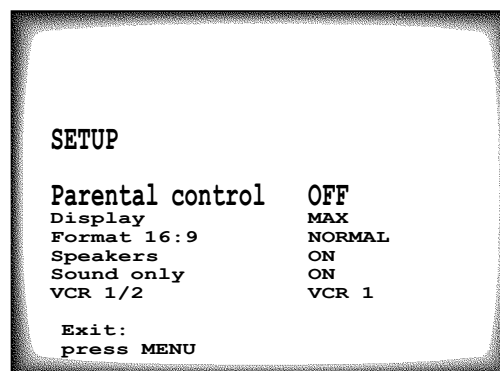 SETUP
Parental control OFF
Display MAX
Format 16:9 NORMAL
Speakers ON
Sound only ON
VCR 1/2 VCR 1
Exit:
press MENU